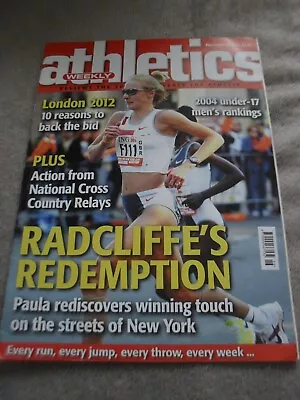 athletics
WEEKLY
London 2012
10 reasons to
back the bid
2004 under-17
men's rankings
PLUS
Action from
National Cross
Country Relays
ING
F111
RADCLIFFE'S
REDEMPTION
Paula rediscovers winning touch
on the streets of New York
Every run, every jump, every throw, every week ...